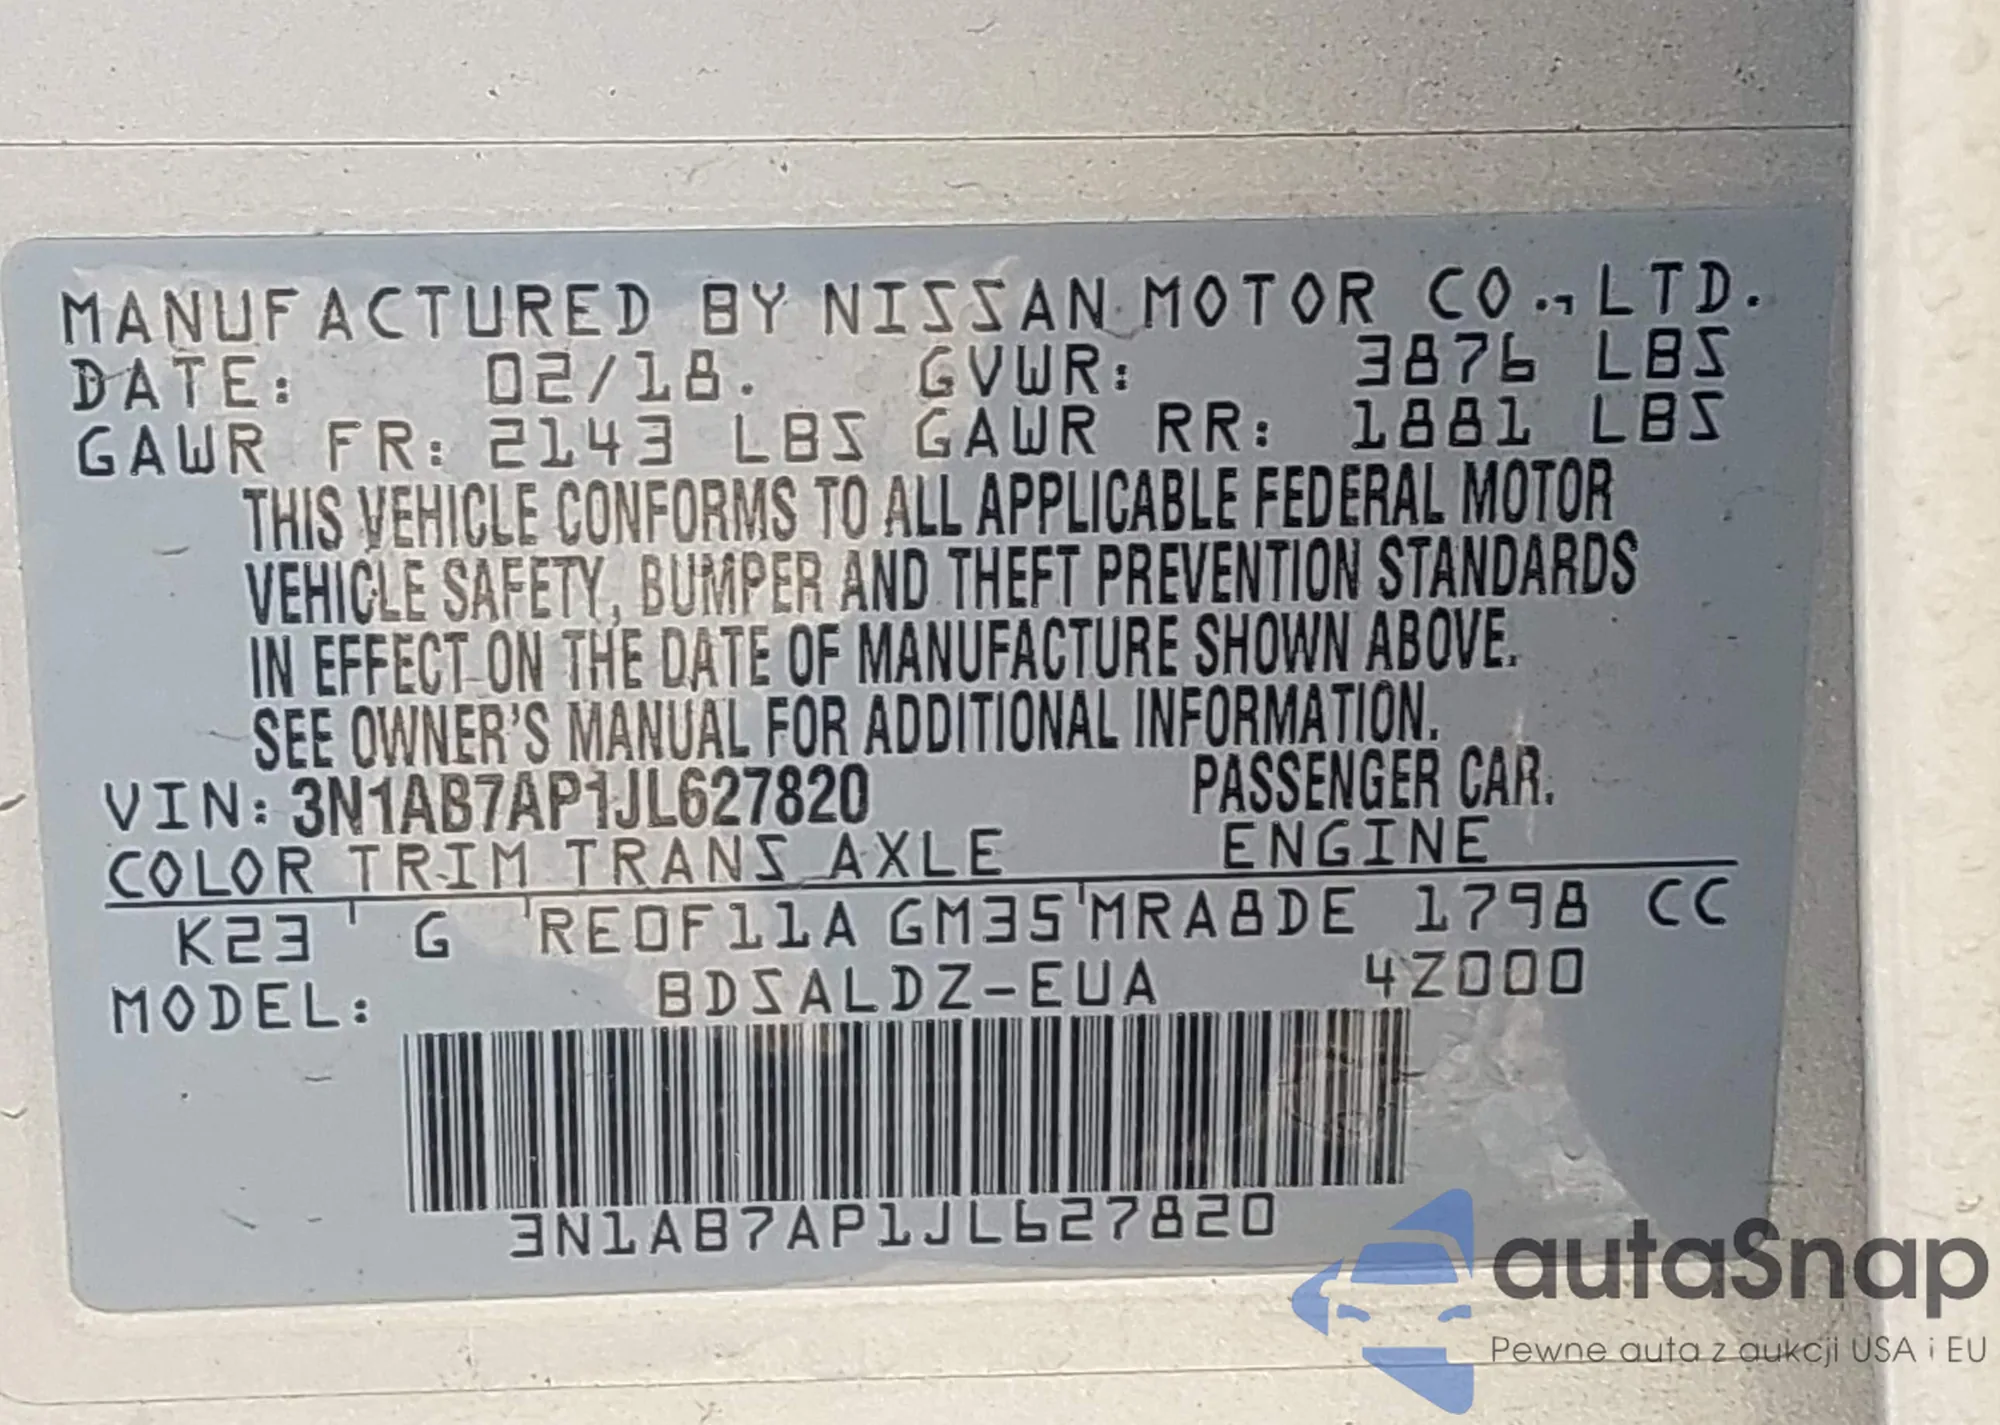 MANUFACTURED BY NISSAN MOTOR CO., LTD.
DATE: 02/18. GVWR: 3876 LBS
GAWR FR: 2143 LBS GAWR RR: 1881 LBS
THIS VEHICLE CONFORMS TO ALL APPLICABLE FEDERAL MOTOR
VEHICLE SAFETY, BUMPER AND THEFT PREVENTION STANDARDS
IN EFFECT ON THE DATE OF MANUFACTURE SHOWN ABOVE.
SEE OWNER'S MANUAL FOR ADDITIONAL INFORMATION.
VIN: 3N1AB7AP1JL627820 PASSENGER CAR.
COLOR TRIM TRANS AXLE ENGINE
K23 G RE0F11A GM35 MRA8DE 1798 CC
MODEL: BDSALDZ-EUA 4Z000
3N1AB7AP1JL627820
autaSnap
Pewne auta z aukcji USA i EU